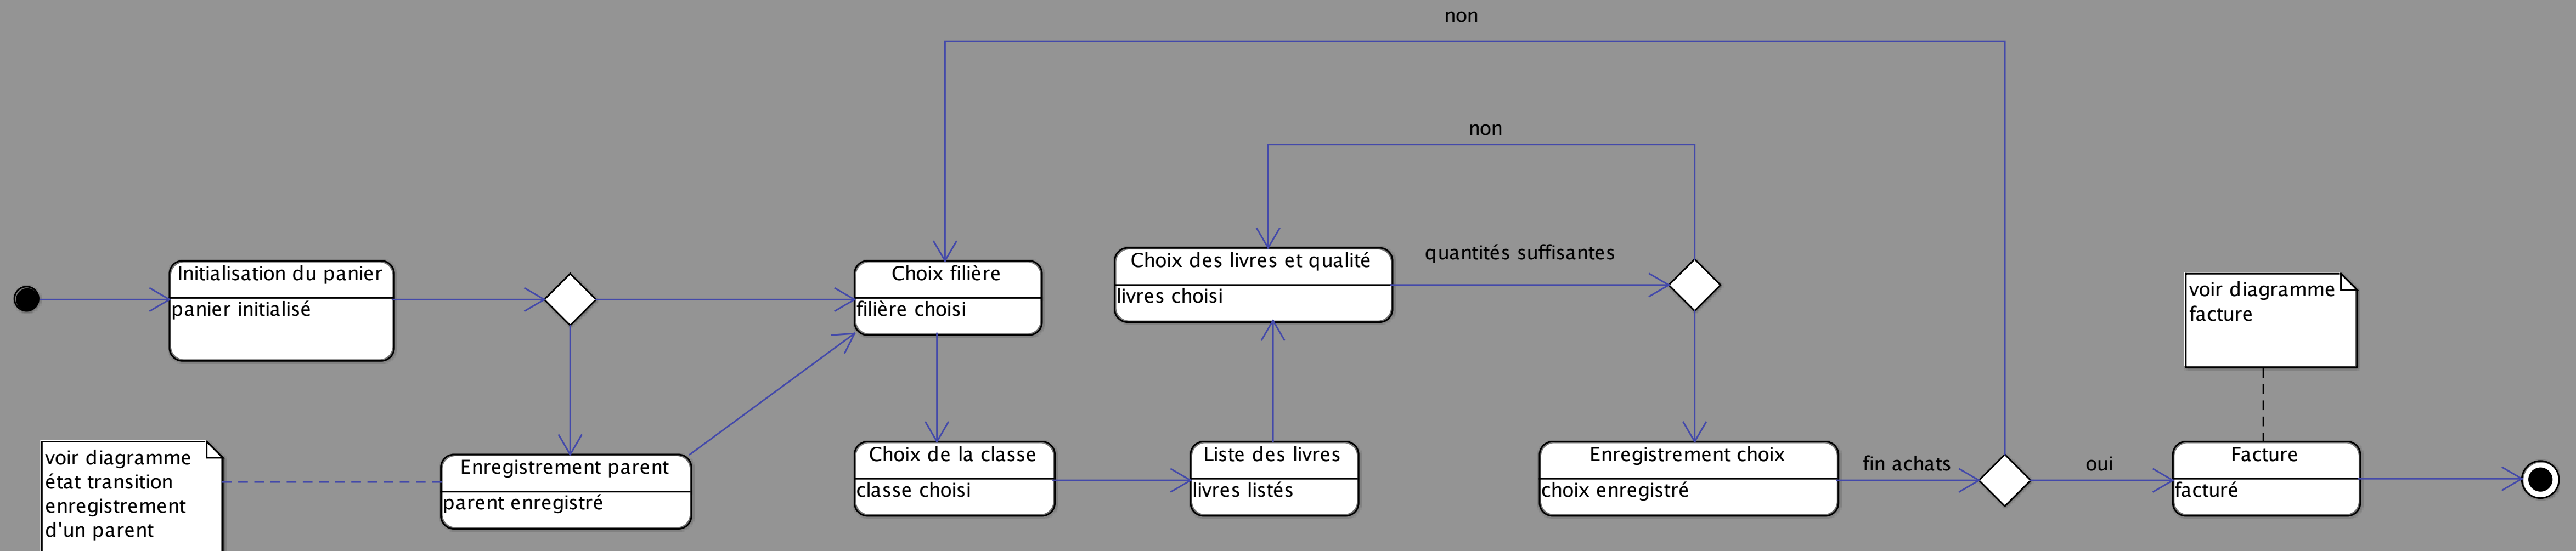 non
non
Initialisation du panier
panier initialisé
Choix filière
filière choisi
Choix des livres et qualité
livres choisi
quantités suffisantes
voir diagramme
facture
voir diagramme
état transition
enregistrement
d'un parent
Enregistrement parent
parent enregistré
Choix de la classe
classe choisi
Liste des livres
livres listés
Enregistrement choix
choix enregistré
fin achats
oui
Facture
facturé